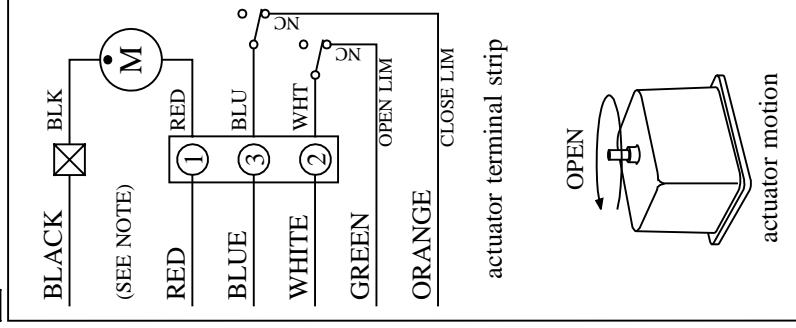 BLACK
BLK
M
(SEE NOTE)
RED
1
RED
BLUE
3
BLU
NC
WHITE
2
WHT
NC
GREEN
OPEN LIM
ORANGE
CLOSE LIM
actuator terminal strip
OPEN
actuator motion